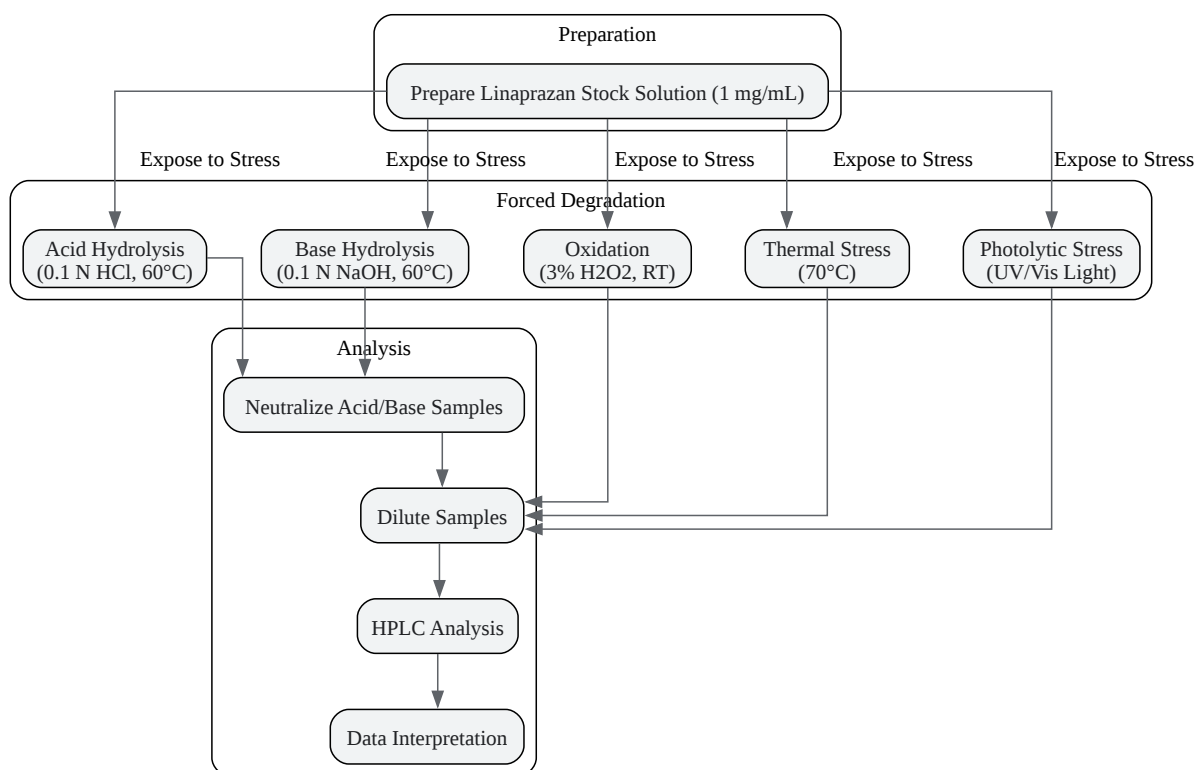 Preparation
Prepare Linaprazan Stock Solution (1 mg/mL)
Expose to Stress
Expose to Stress
Expose to Stress
Expose to Stress
Expose to Stress
Forced Degradation
Acid Hydrolysis
(0.1 N HCl, 60°C)
Base Hydrolysis
(0.1 N NaOH, 60°C)
Oxidation
(3% H2O2, RT)
Thermal Stress
(70°C)
Photolytic Stress
(UV/Vis Light)
Analysis
Neutralize Acid/Base Samples
Dilute Samples
HPLC Analysis
Data Interpretation